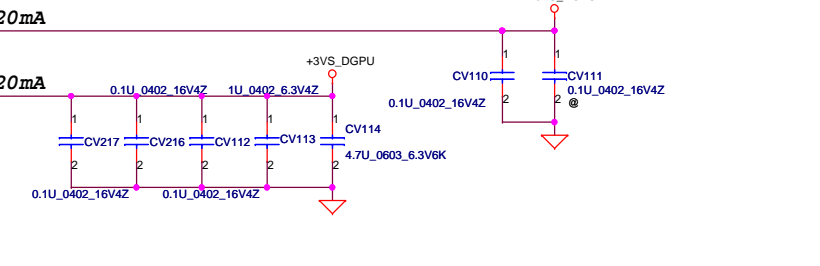 20mA
1
1
CV110
CV111
0.1U_0402_16V4Z
0.1U_0402_16V4Z
2
2
@
20mA
+3VS_DGPU
0.1U_0402_16V4Z
1U_0402_6.3V4Z
1
1
1
1
1
CV217
CV216
CV112
CV113
CV114
4.7U_0603_6.3V6K
2
2
2
2
2
0.1U_0402_16V4Z
0.1U_0402_16V4Z